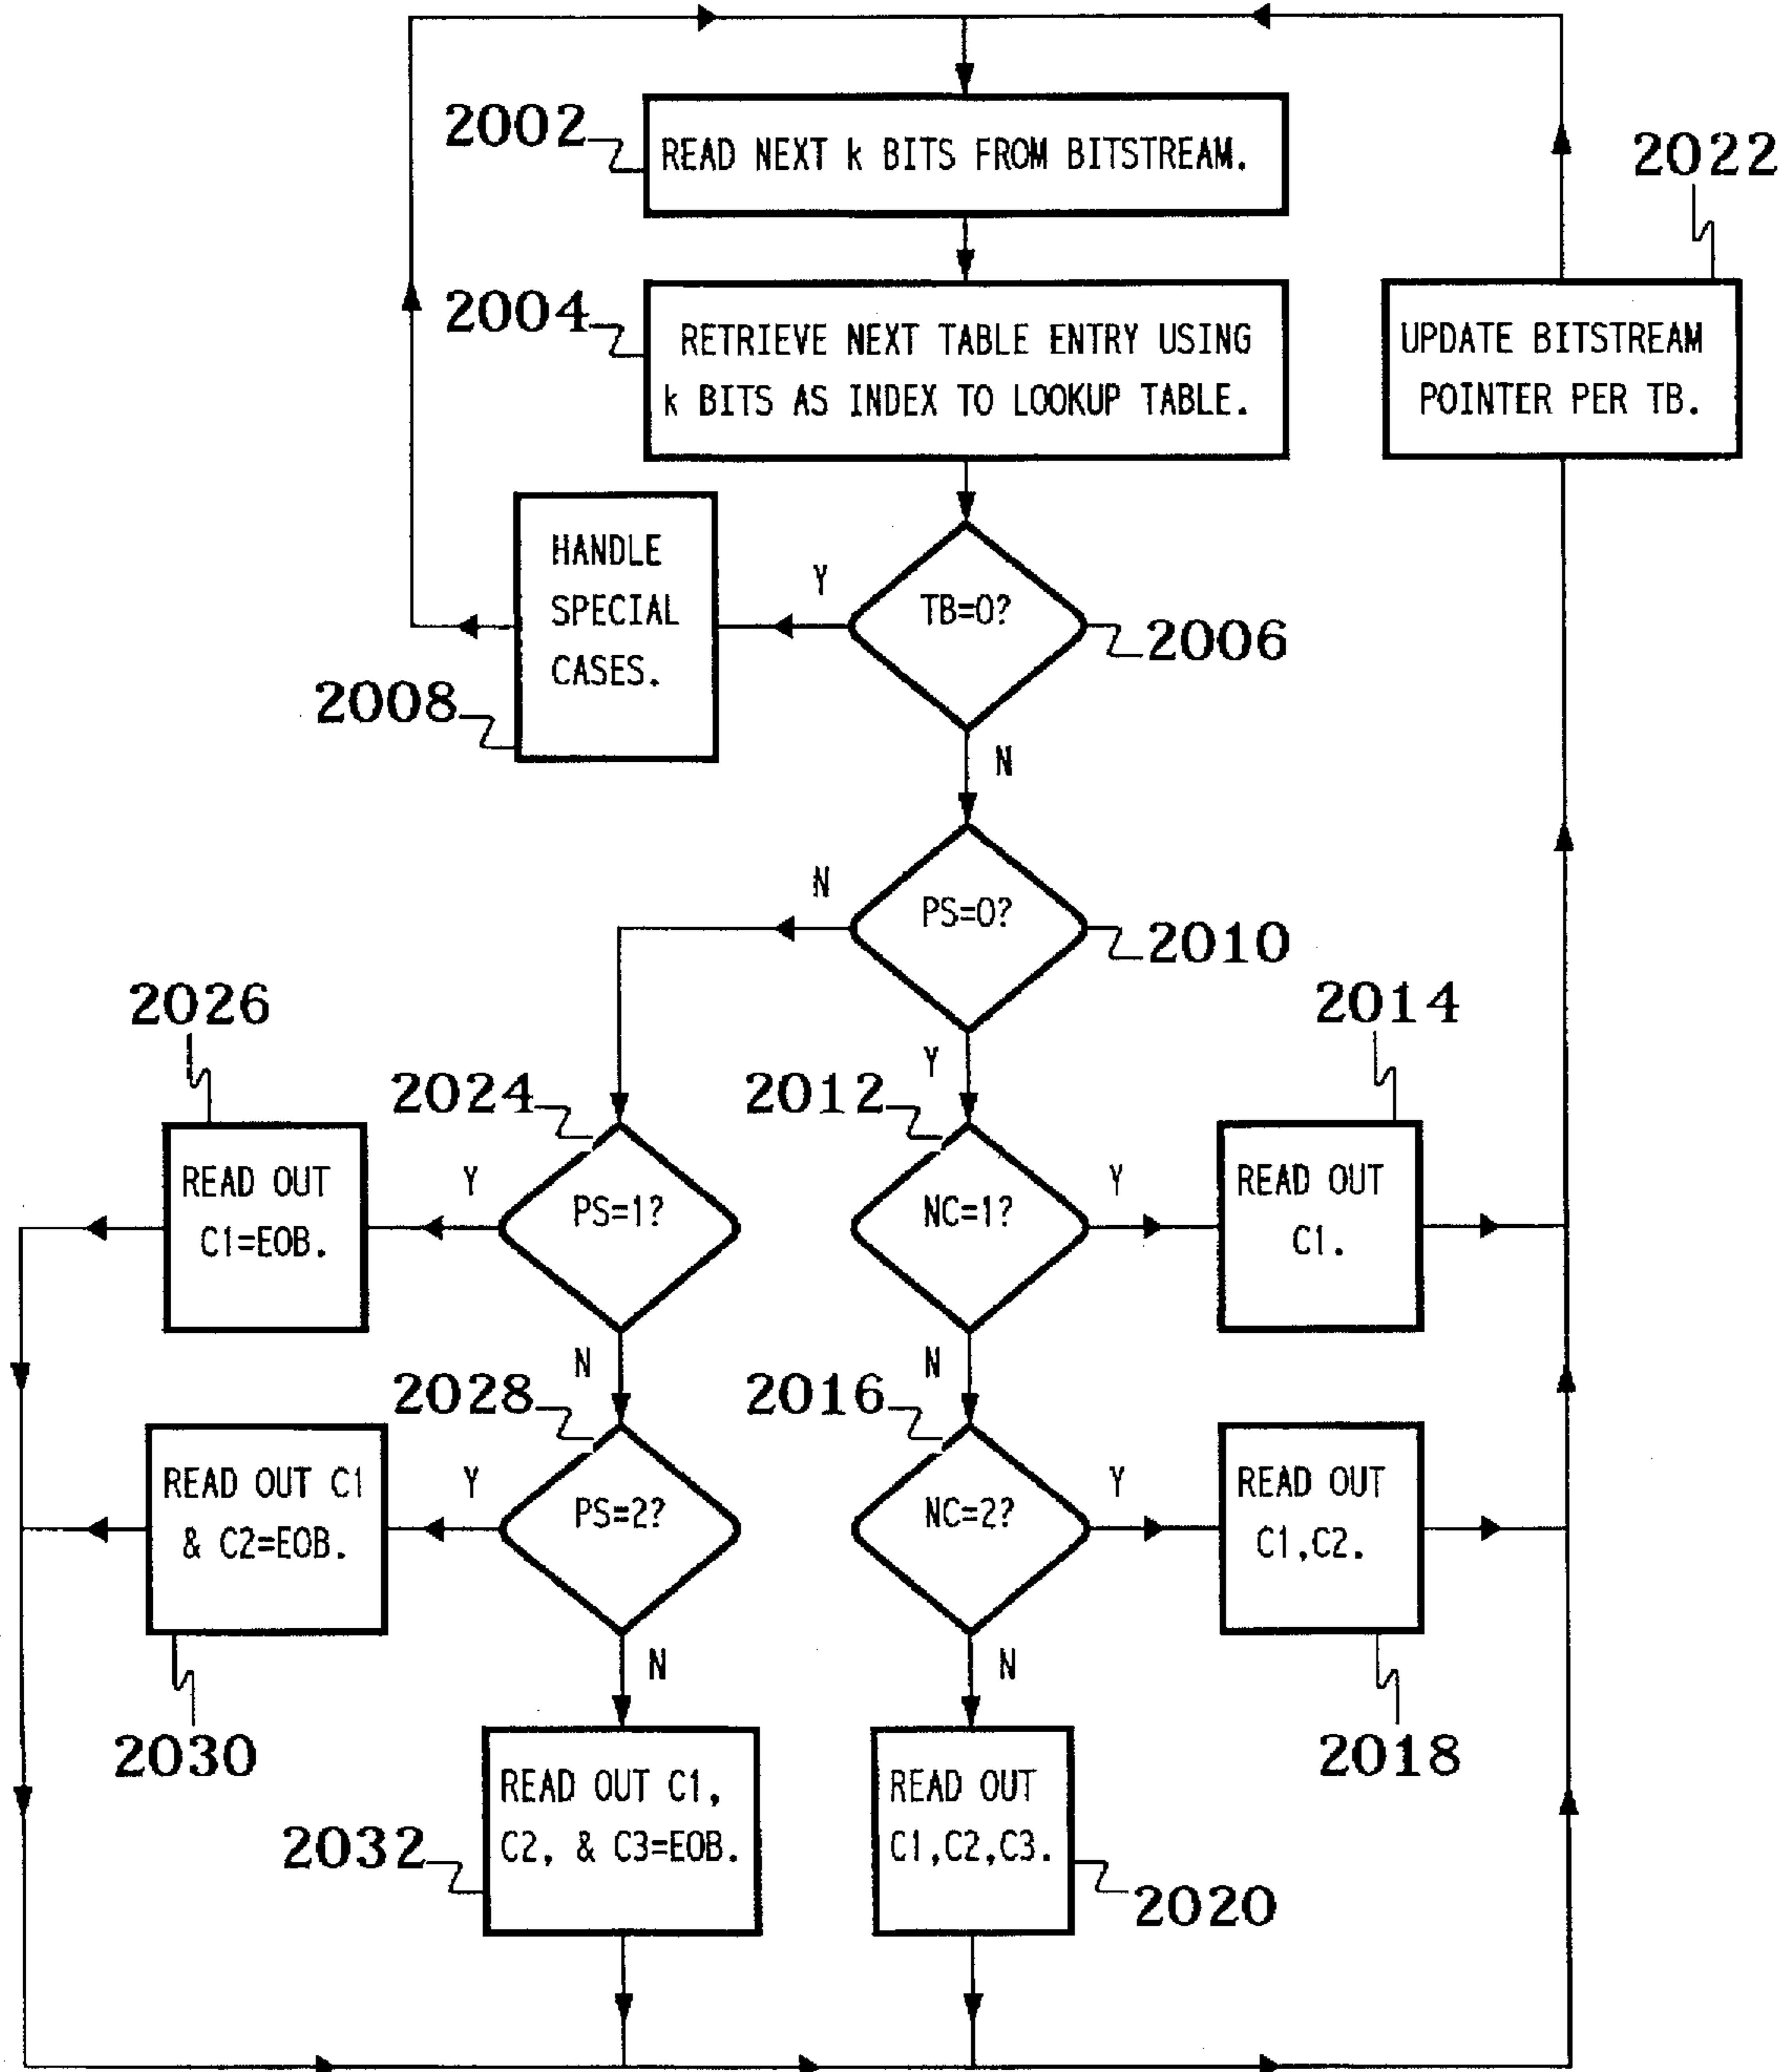 2002
READ NEXT k BITS FROM BITSTREAM.
2022
2004
RETRIEVE NEXT TABLE ENTRY USING
k BITS AS INDEX TO LOOKUP TABLE.
UPDATE BITSTREAM
POINTER PER TB.
HANDLE
SPECIAL
CASES.
2008
Y
TB=0?
2006
N
N
PS=0?
2010
Y
2026
2014
2024
2012
READ OUT
C1=EOB.
Y
PS=1?
NC=1?
Y
READ OUT
C1.
N
N
2028
2016
READ OUT C1
& C2=EOB.
Y
PS=2?
NC=2?
Y
READ OUT
C1,C2.
N
N
2030
2018
READ OUT C1,
C2, & C3=EOB.
2032
READ OUT
C1,C2,C3.
2020